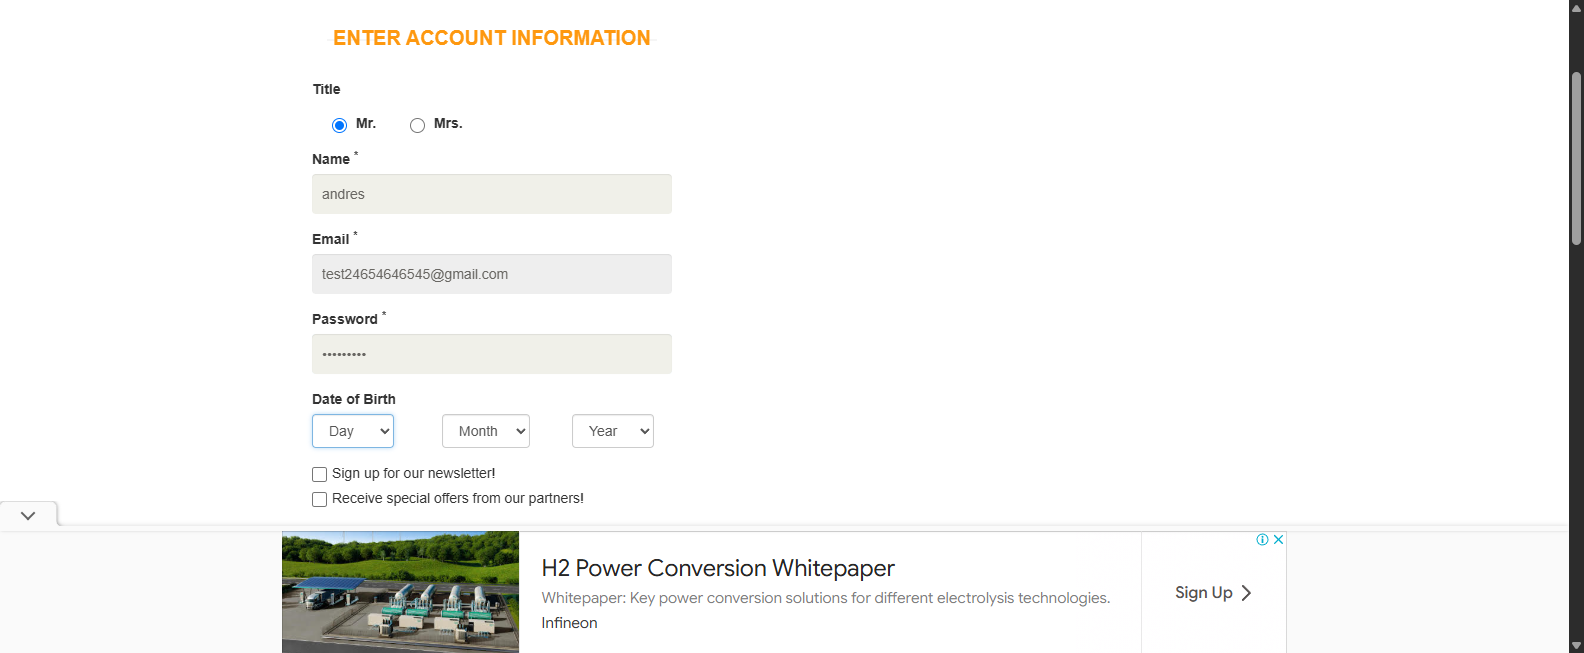 ENTER ACCOUNT INFORMATION
Title
Mr. Mrs.
Name *
andres
Email *
test24654646545@gmail.com
Password *
•••••••••
Date of Birth
Day Month Year
Sign up for our newsletter!
Receive special offers from our partners!
H2 Power Conversion Whitepaper
Whitepaper: Key power conversion solutions for different electrolysis technologies.
Infineon
Sign Up